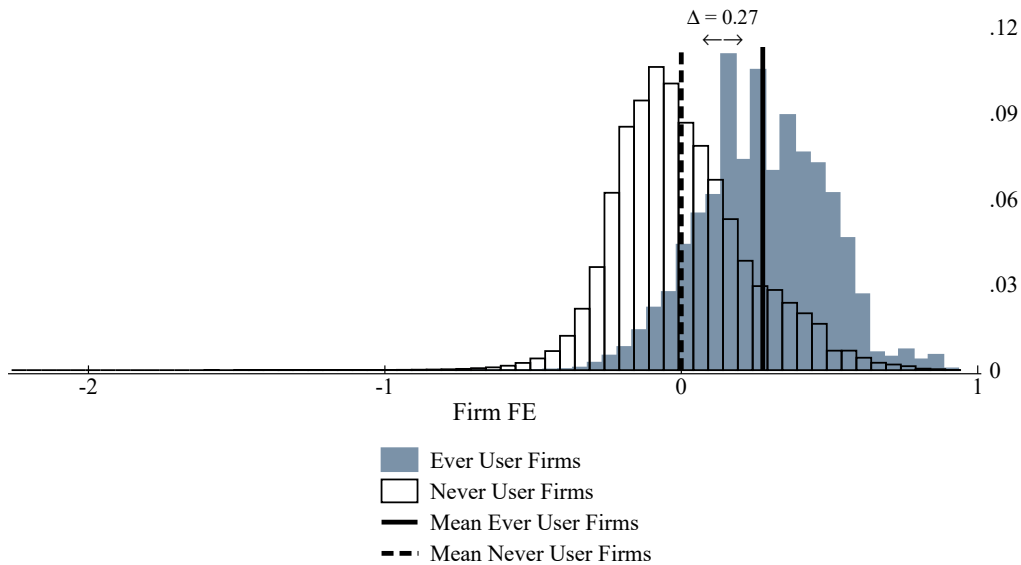 Δ = 0.27
.12
.09
.06
.03
0
-2 -1 0 1
Firm FE
Ever User Firms
Never User Firms
Mean Ever User Firms
Mean Never User Firms